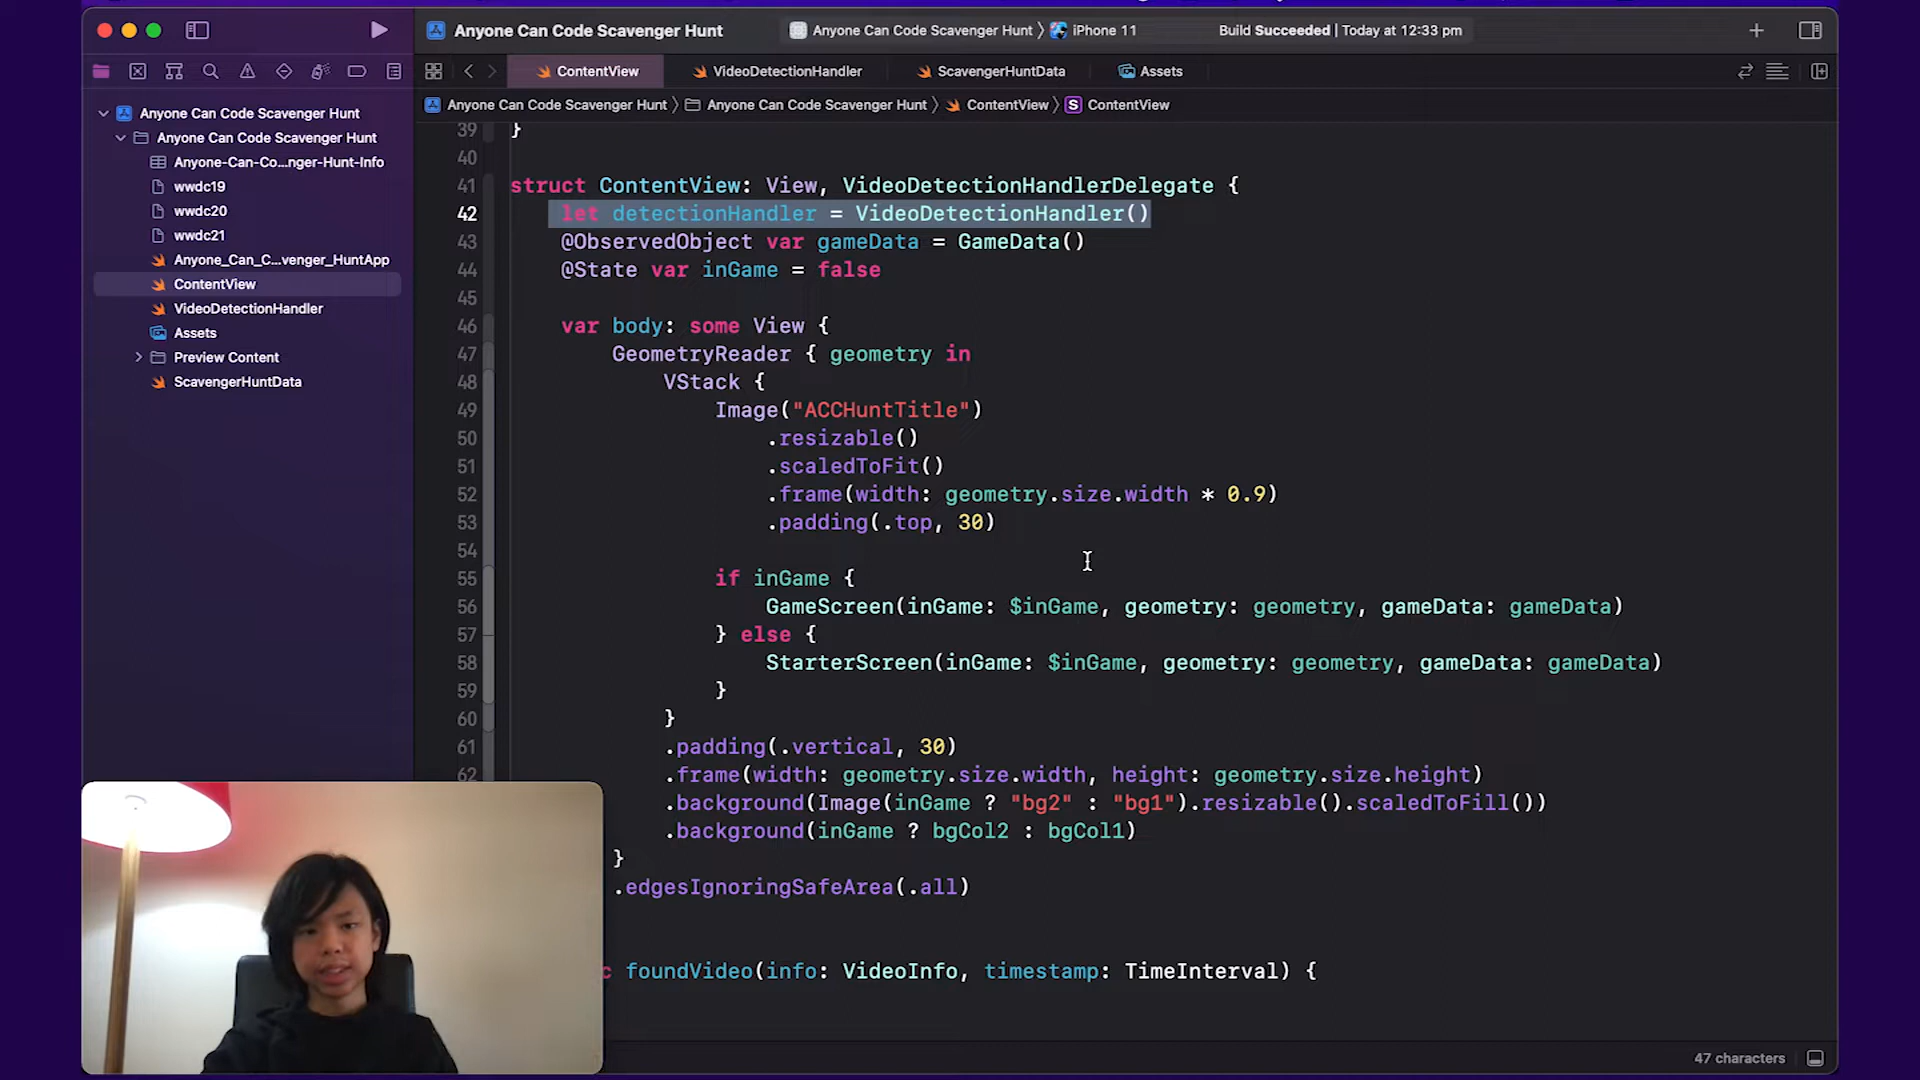 Anyone Can Code Scavenger Hunt
Anyone Can Code Scavenger Hunt 〉 iPhone 11
Build Succeeded | Today at 12:33 pm
ContentView
VideoDetectionHandler
ScavengerHuntData
Assets
Anyone Can Code Scavenger Hunt 〉 Anyone Can Code Scavenger Hunt 〉 ContentView 〉 S ContentView
Anyone Can Code Scavenger Hunt
Anyone Can Code Scavenger Hunt
Anyone-Can-Co...nger-Hunt-Info
wwdc19
wwdc20
wwdc21
Anyone_Can_C...venger_HuntApp
ContentView
VideoDetectionHandler
Assets
Preview Content
ScavengerHuntData
39 }
40
41 struct ContentView: View, VideoDetectionHandlerDelegate {
42 let detectionHandler = VideoDetectionHandler()
43 @ObservedObject var gameData = GameData()
44 @State var inGame = false
45
46 var body: some View {
47 GeometryReader { geometry in
48 VStack {
49 Image("ACCHuntTitle")
50 .resizable()
51 .scaledToFit()
52 .frame(width: geometry.size.width * 0.9)
53 .padding(.top, 30)
54
55 if inGame {
56 GameScreen(inGame: $inGame, geometry: geometry, gameData: gameData)
57 } else {
58 StarterScreen(inGame: $inGame, geometry: geometry, gameData: gameData)
59 }
60 }
61 .padding(.vertical, 30)
62 .frame(width: geometry.size.width, height: geometry.size.height)
.background(Image(inGame ? "bg2" : "bg1").resizable().scaledToFill())
.background(inGame ? bgCol2 : bgCol1)
}
.edgesIgnoringSafeArea(.all)
c foundVideo(info: VideoInfo, timestamp: TimeInterval) {
47 characters